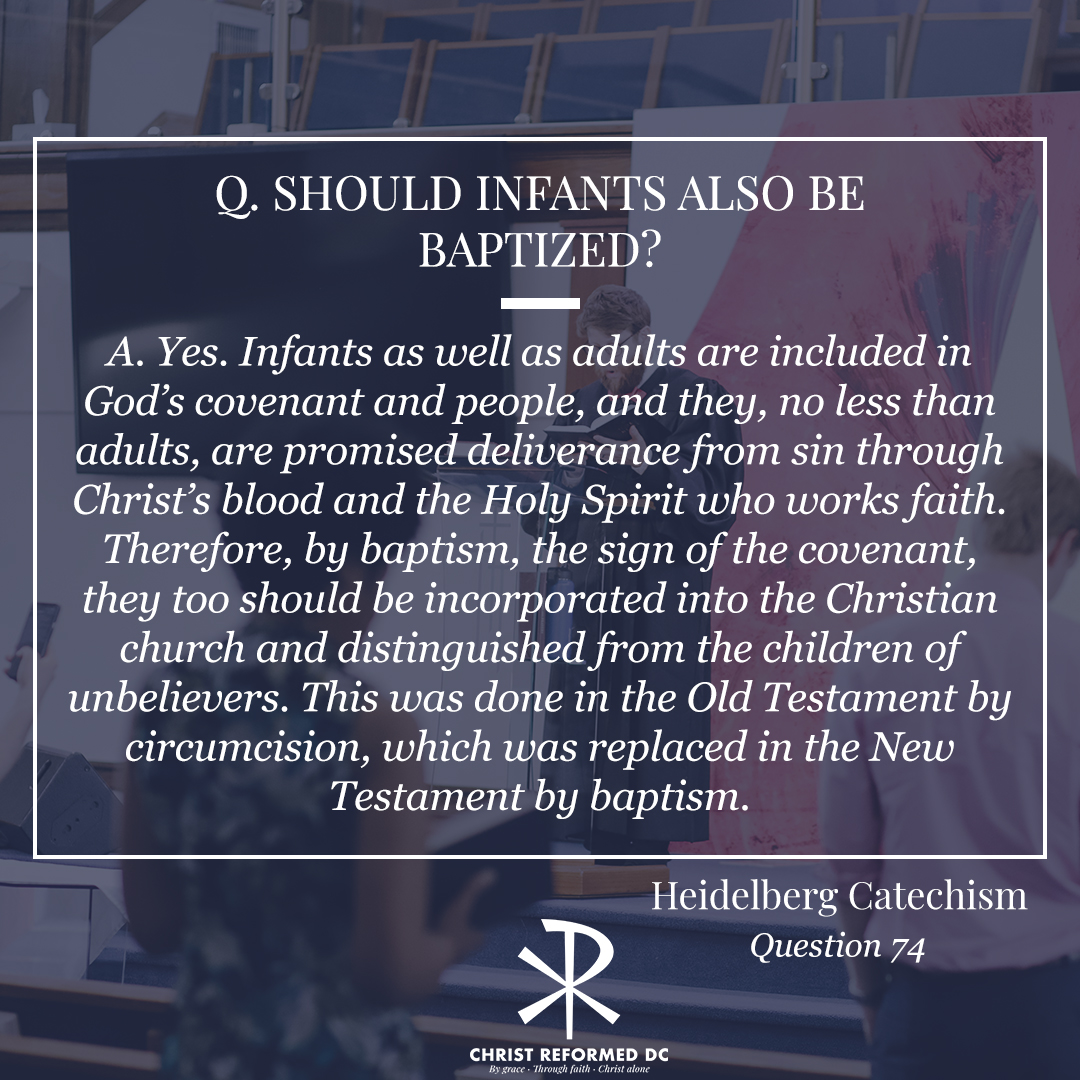 Q. SHOULD INFANTS ALSO BE
BAPTIZED?
A. Yes. Infants as well as adults are included in
God’s covenant and people, and they, no less than
adults, are promised deliverance from sin through
Christ’s blood and the Holy Spirit who works faith.
Therefore, by baptism, the sign of the covenant,
they too should be incorporated into the Christian
church and distinguished from the children of
unbelievers. This was done in the Old Testament by
circumcision, which was replaced in the New
Testament by baptism.
Heidelberg Catechism
Question 74
CHRIST REFORMED DC
By grace · Through faith · Christ alone